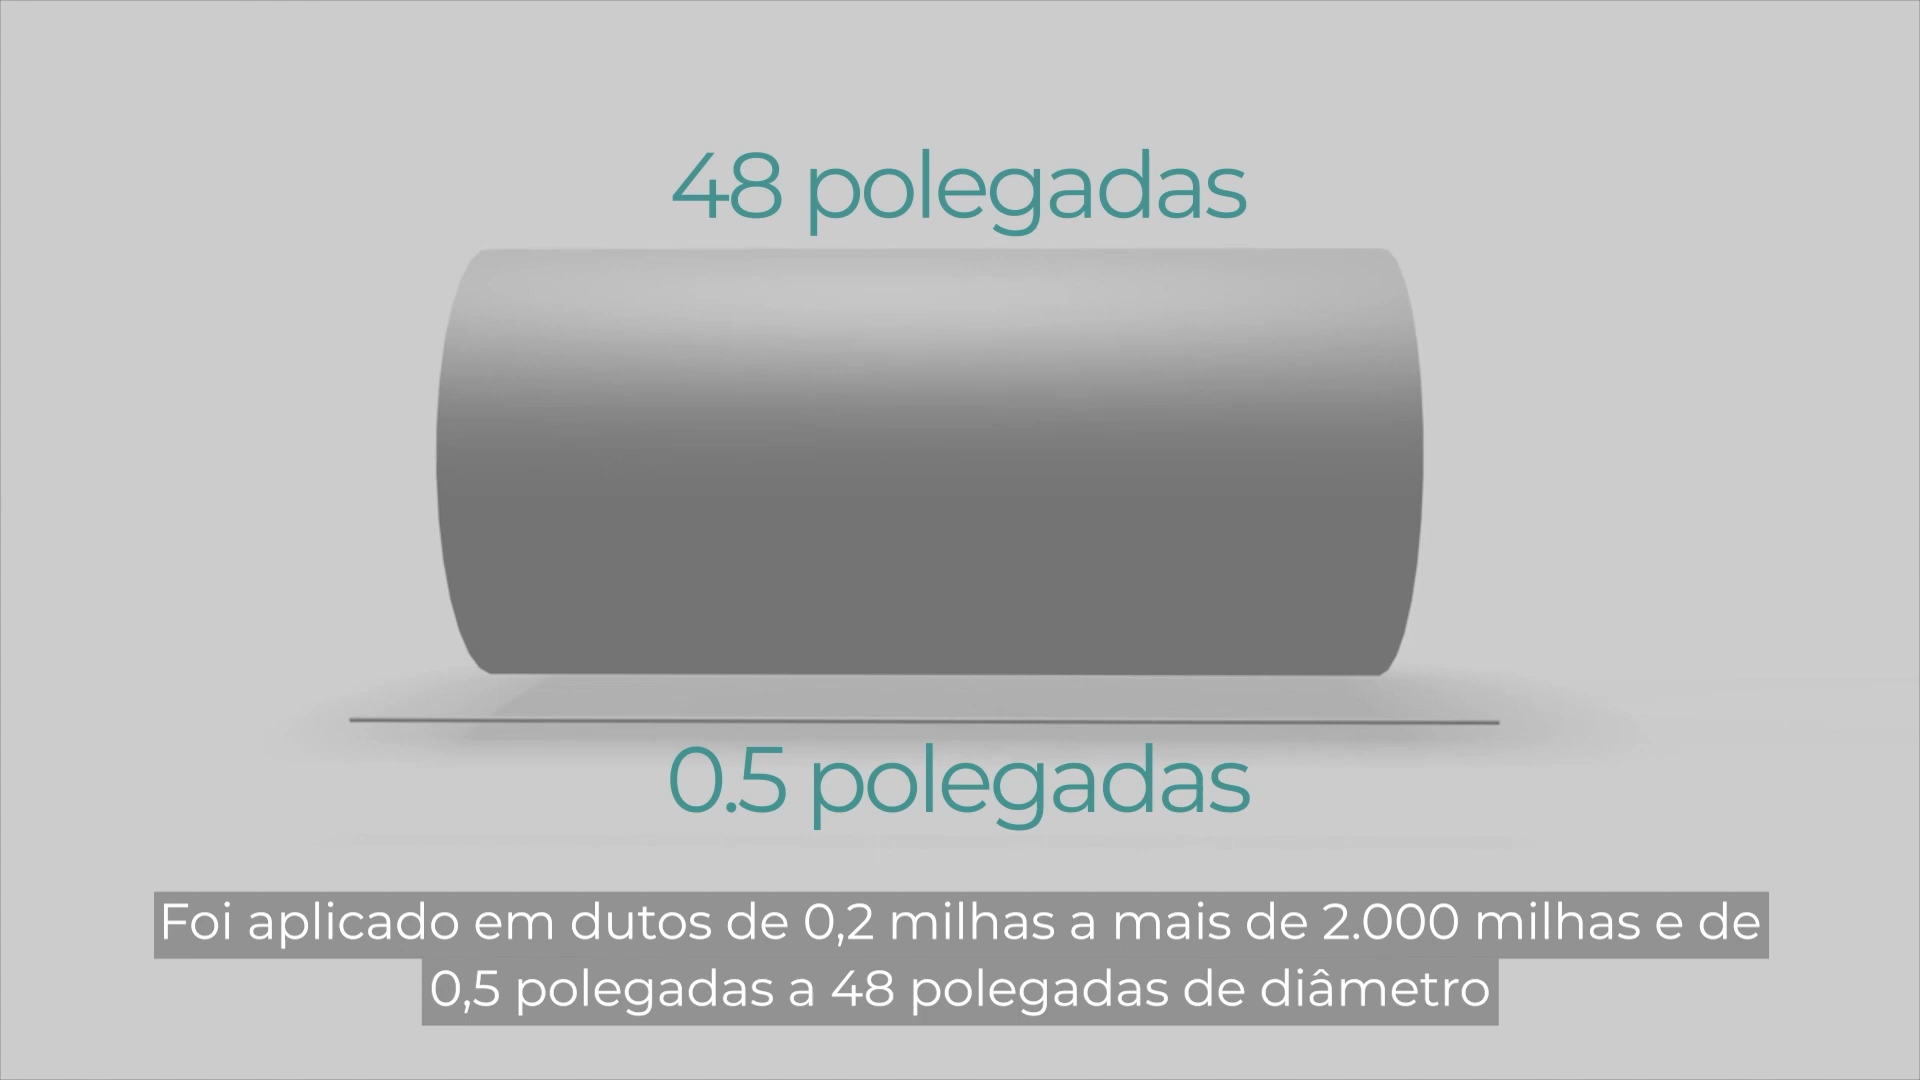 48 polegadas
0.5 polegadas
Foi aplicado em dutos de 0,2 milhas a mais de 2.000 milhas e de
0,5 polegadas a 48 polegadas de diâmetro